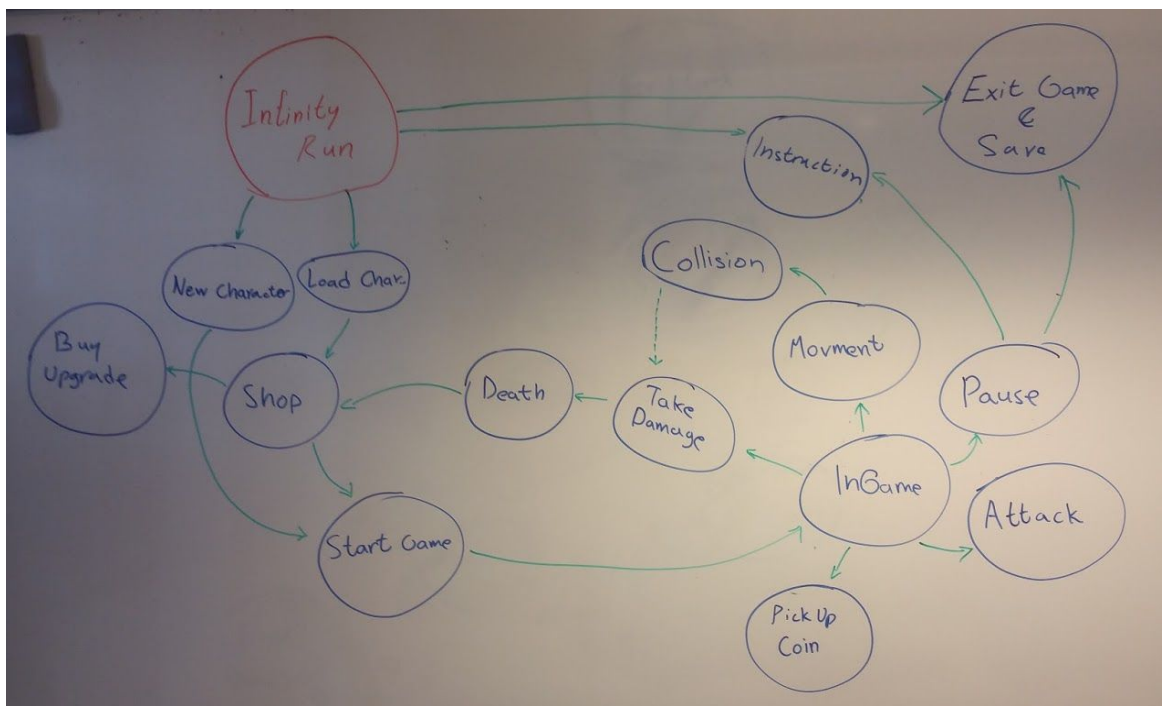 Infinity
Run
Exit Game
&
Save
Instruction
Collision
New Character
Load Char.
Movment
Buy
Upgrade
Shop
Death
Take
Damage
Pause
InGame
Attack
Start Game
Pick Up
Coin